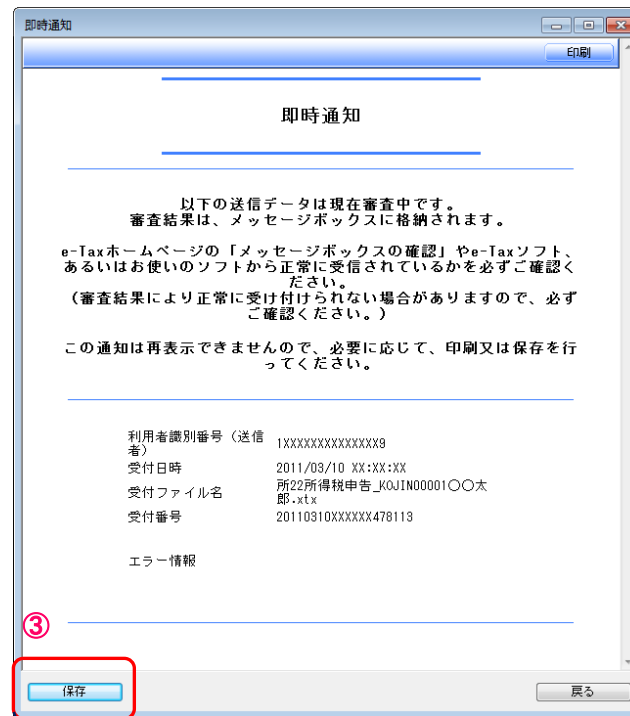 即時通知
印刷
即時通知
以下の送信データは現在審査中です。
審査結果は、メッセージボックスに格納されます。
e-Taxホームページの「メッセージボックスの確認」やe-Taxソフト、
あるいはお使いのソフトから正常に受信されているかを必ずご確認く
ださい。
(審査結果により正常に受け付けられない場合がありますので、必ず
ご確認ください。)
この通知は再表示できませんので、必要に応じて、印刷又は保存を行
ってください。
利用者識別番号(送信
者)
1XXXXXXXXXXXXXX9
受付日時 2011/03/10 XX:XX:XX
受付ファイル名 所22所得税申告_KOJIN00001〇〇太
郎.xtx
受付番号 20110310XXXXXX478113
エラー情報
③
保存 戻る